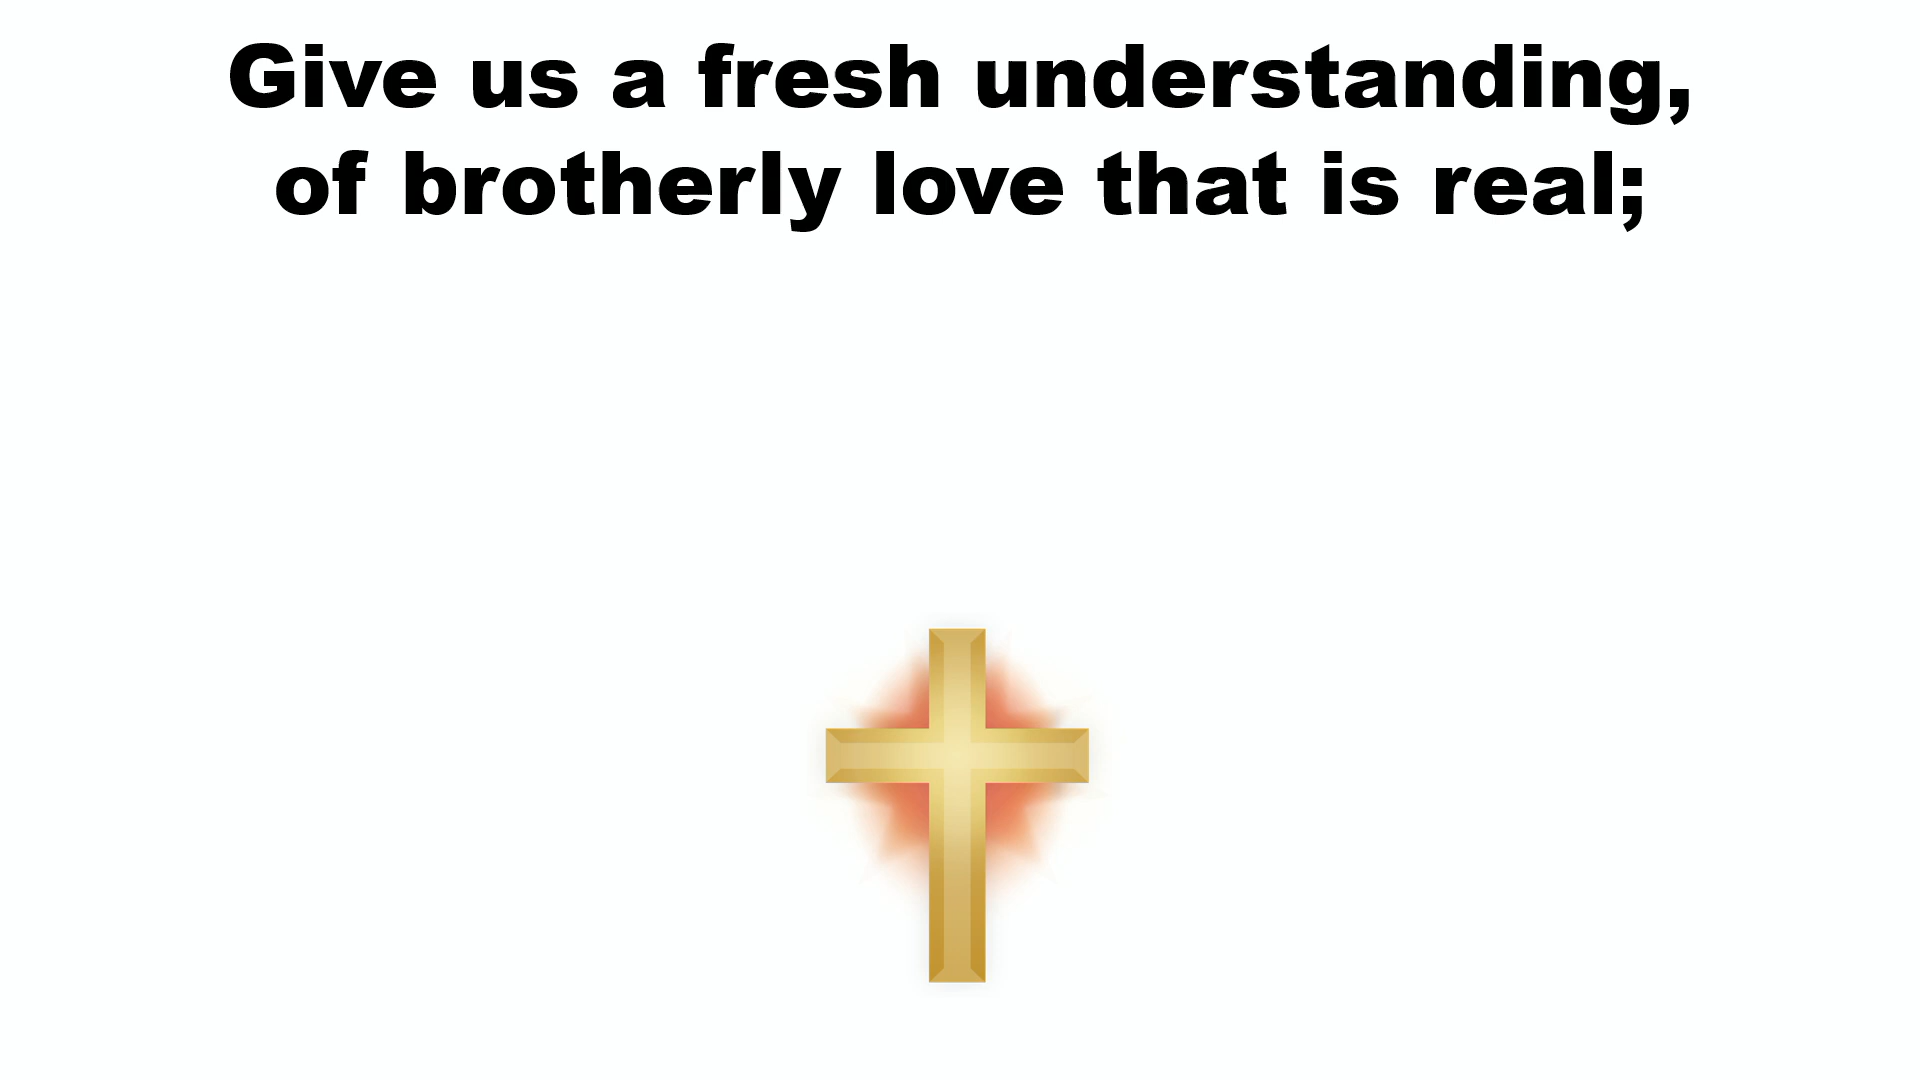 Give us a fresh understanding,
of brotherly love that is real;